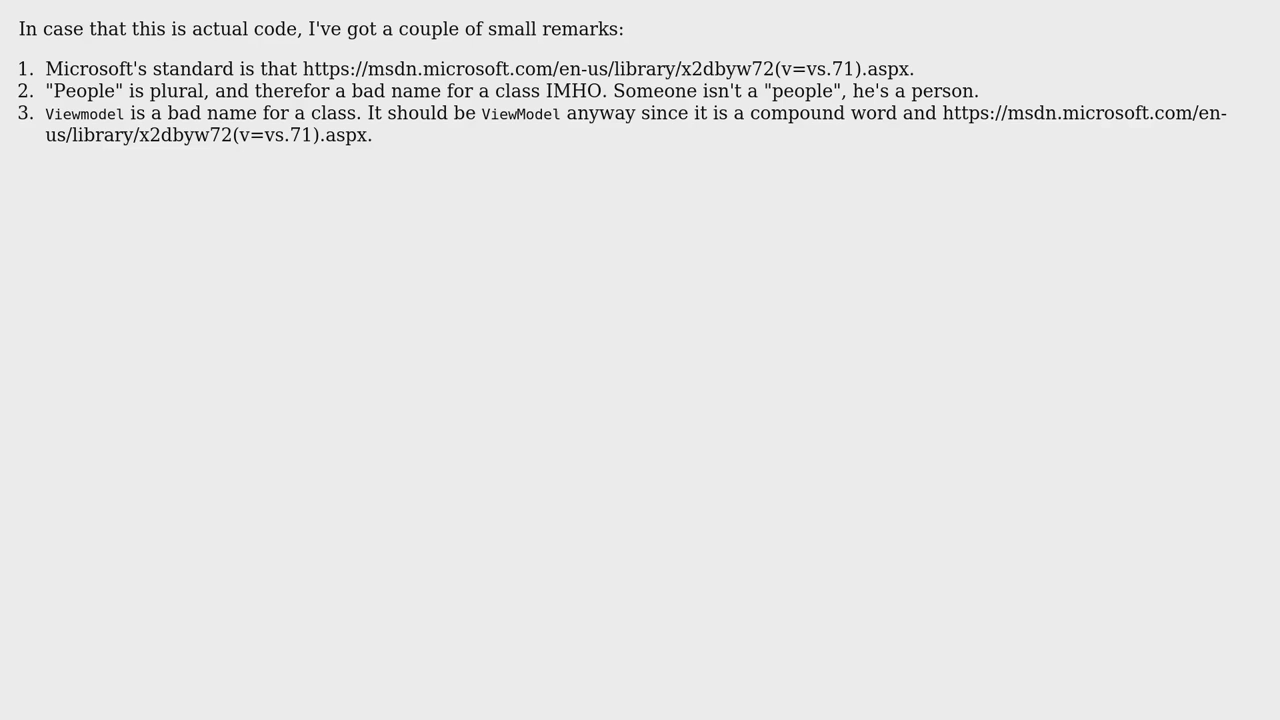 In case that this is actual code, I've got a couple of small remarks:
1. Microsoft's standard is that https://msdn.microsoft.com/en-us/library/x2dbyw72(v=vs.71).aspx.
2. "People" is plural, and therefor a bad name for a class IMHO. Someone isn't a "people", he's a person.
3. Viewmodel is a bad name for a class. It should be ViewModel anyway since it is a compound word and https://msdn.microsoft.com/en-
us/library/x2dbyw72(v=vs.71).aspx.